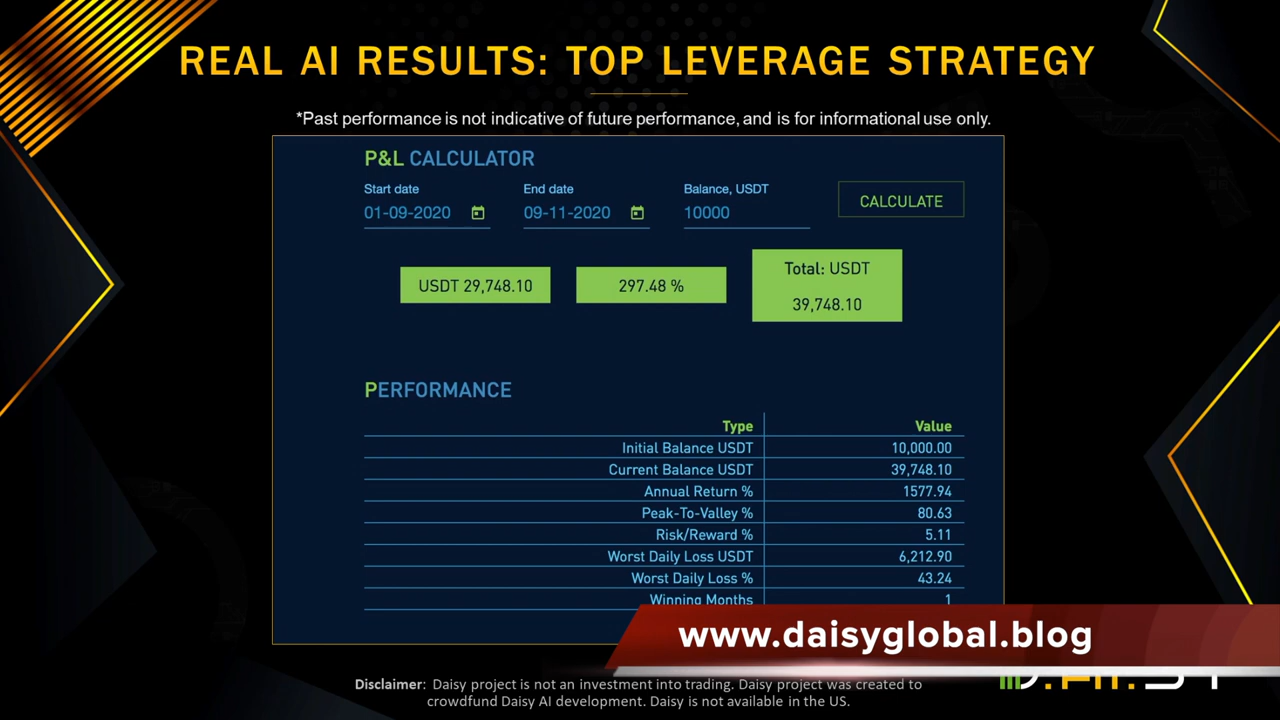 REAL AI RESULTS: TOP LEVERAGE STRATEGY
*Past performance is not indicative of future performance, and is for informational use only.
P&L CALCULATOR
Start date End date Balance, USDT
01-09-2020 09-11-2020 10000 CALCULATE
USDT 29,748.10 297.48 % Total: USDT
39,748.10
PERFORMANCE
Type Value
Initial Balance USDT 10,000.00
Current Balance USDT 39,748.10
Annual Return % 1577.94
Peak-To-Valley % 80.63
Risk/Reward % 5.11
Worst Daily Loss USDT 6,212.90
Worst Daily Loss % 43.24
Winning Months 1
www.daisyglobal.blog
Disclaimer: Daisy project is not an investment into trading. Daisy project was created to
crowdfund Daisy AI development. Daisy is not available in the US.